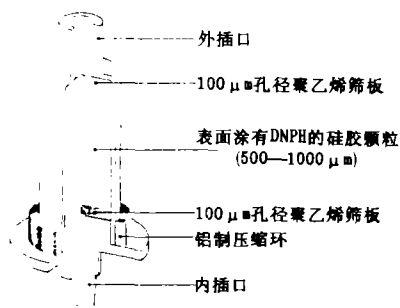 外插口
100μm孔径聚乙烯筛板
表面涂有DNPH的硅胶颗粒
(500—1000μm)
100μm孔径聚乙烯筛板
铝制压缩环
内插口